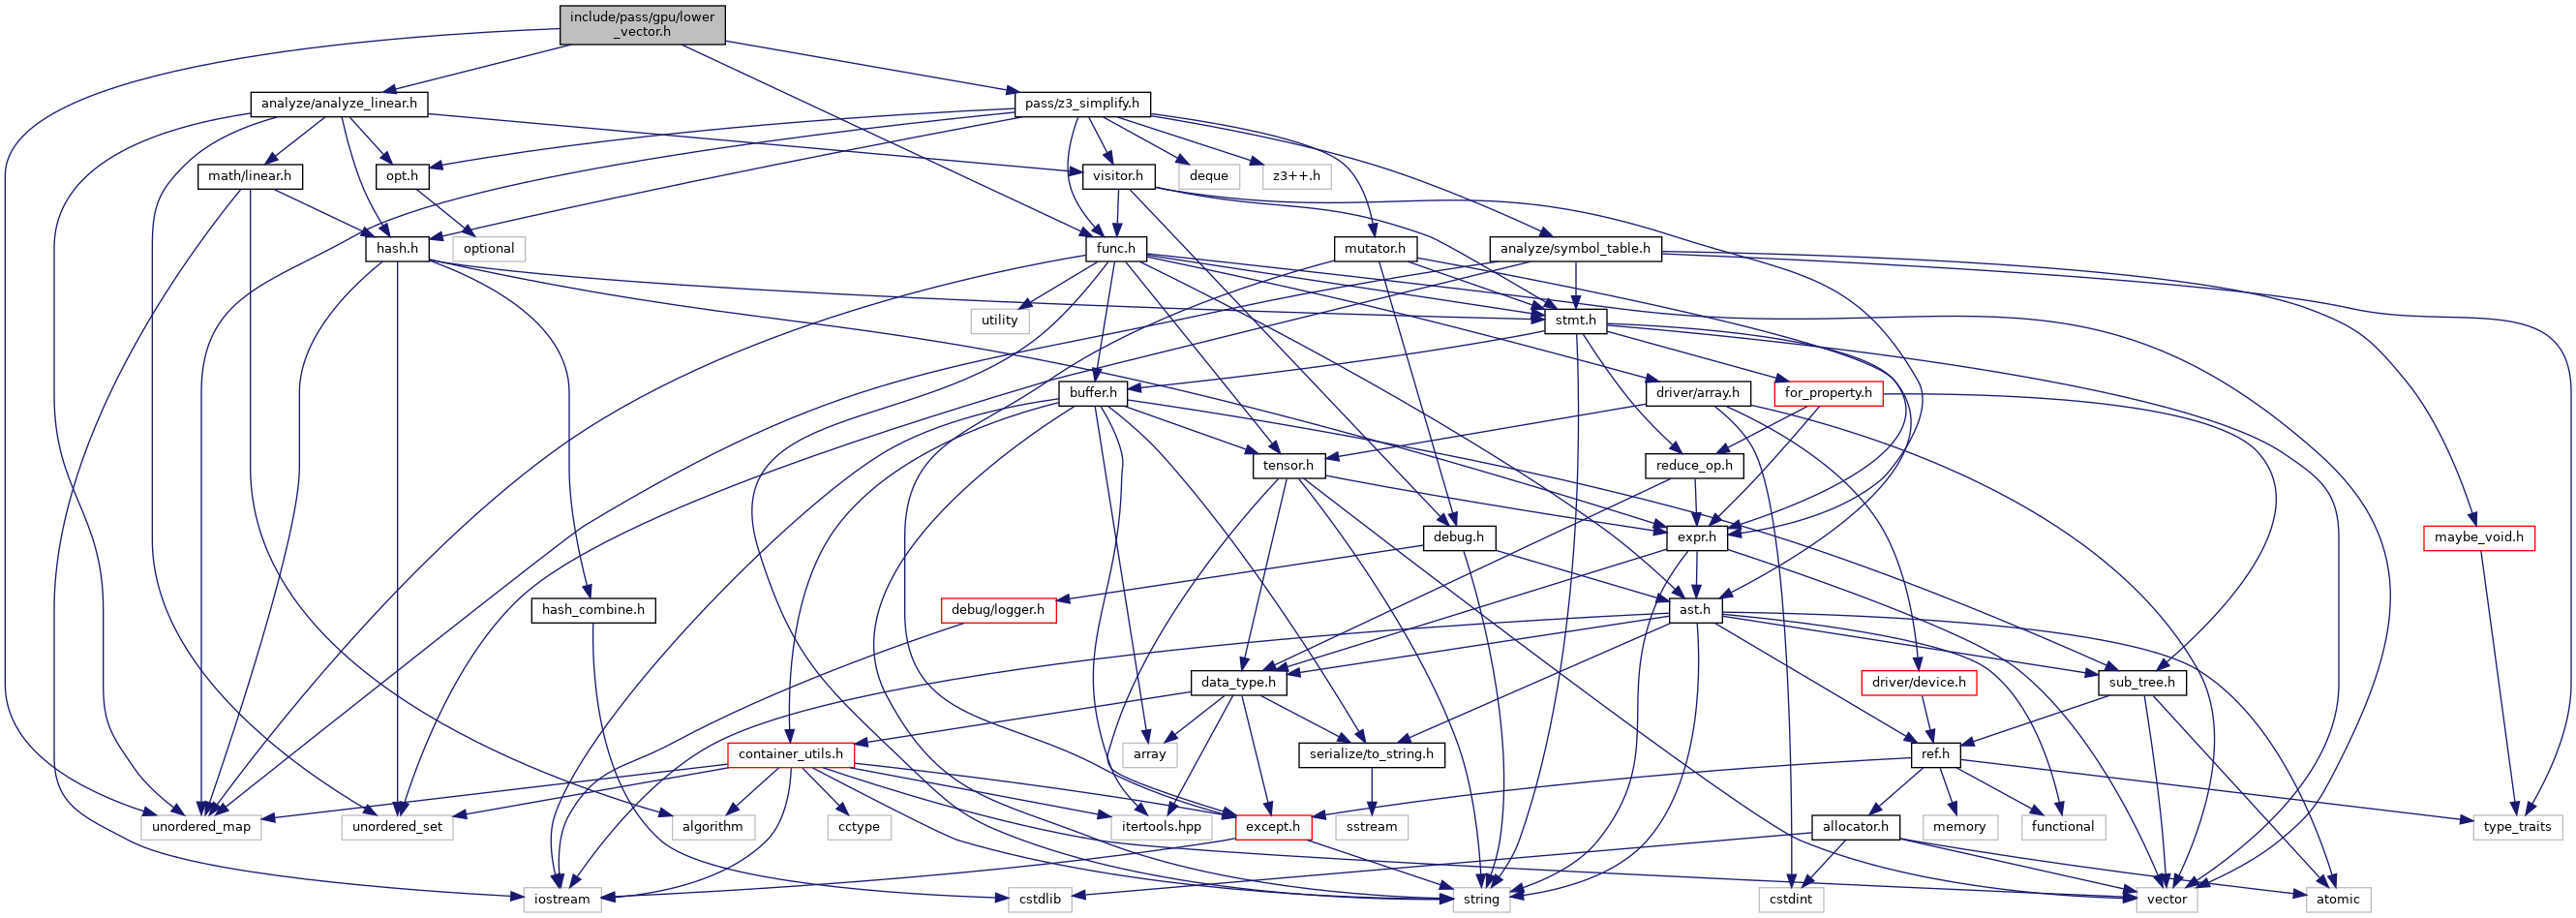 include/pass/gpu/lower
_vector.h
analyze/analyze_linear.h
pass/z3_simplify.h
math/linear.h
opt.h
visitor.h
deque
z3++.h
hash.h
optional
func.h
mutator.h
analyze/symbol_table.h
utility
stmt.h
buffer.h
driver/array.h
for_property.h
tensor.h
reduce_op.h
debug.h
expr.h
maybe_void.h
hash_combine.h
debug/logger.h
ast.h
data_type.h
driver/device.h
sub_tree.h
container_utils.h
array
serialize/to_string.h
ref.h
unordered_map
unordered_set
algorithm
cctype
itertools.hpp
except.h
sstream
allocator.h
memory
functional
type_traits
iostream
cstdlib
string
cstdint
vector
atomic